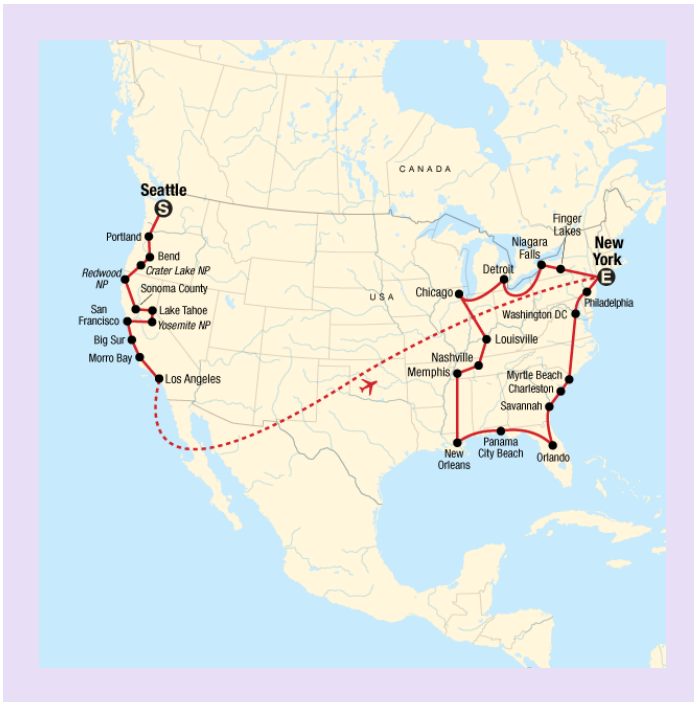 CANADA
Seattle
S
Portland
Bend
Crater Lake NP
Redwood
NP
Sonoma County
Lake Tahoe
San
Francisco
Yosemite NP
Big Sur
Morro Bay
Los Angeles
USA
Finger
Lakes
Niagara
Falls
New
York
E
Detroit
Chicago
Philadelphia
Washington DC
Louisville
Nashville
Memphis
Myrtle Beach
Charleston
Savannah
New
Orleans
Panama
City Beach
Orlando